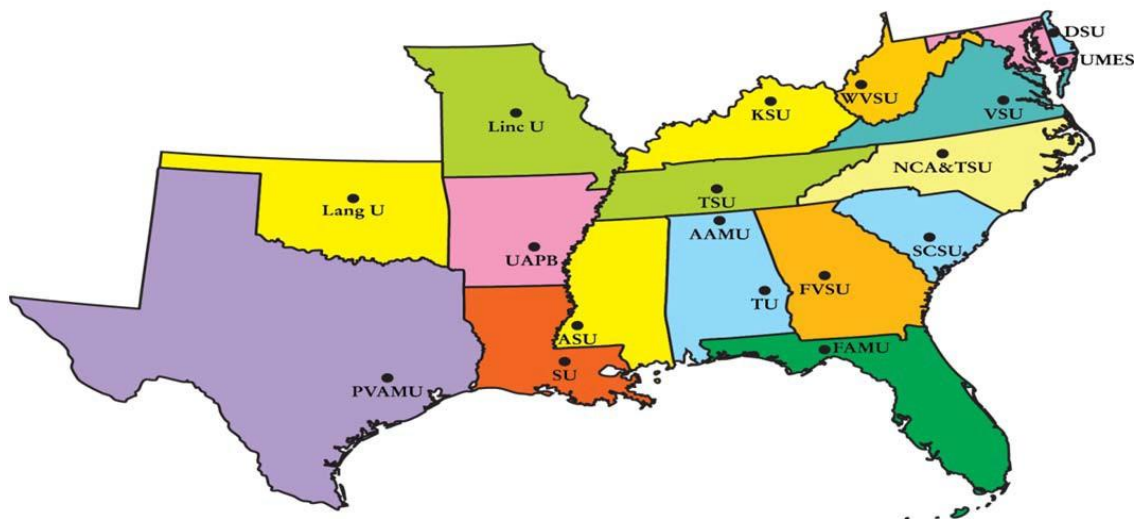 DSU
UMES
WVSU
KSU
VSU
Linc U
NCA&TSU
TSU
Lang U
AAMU
SCSU
UAPB
FVSU
TU
ASU
FAMU
SU
PVAMU